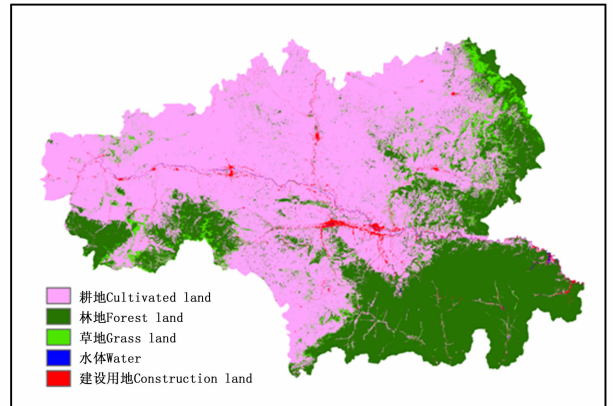 耕地Cultivated land
林地Forest land
草地Grass land
水体Water
建设用地Construction land